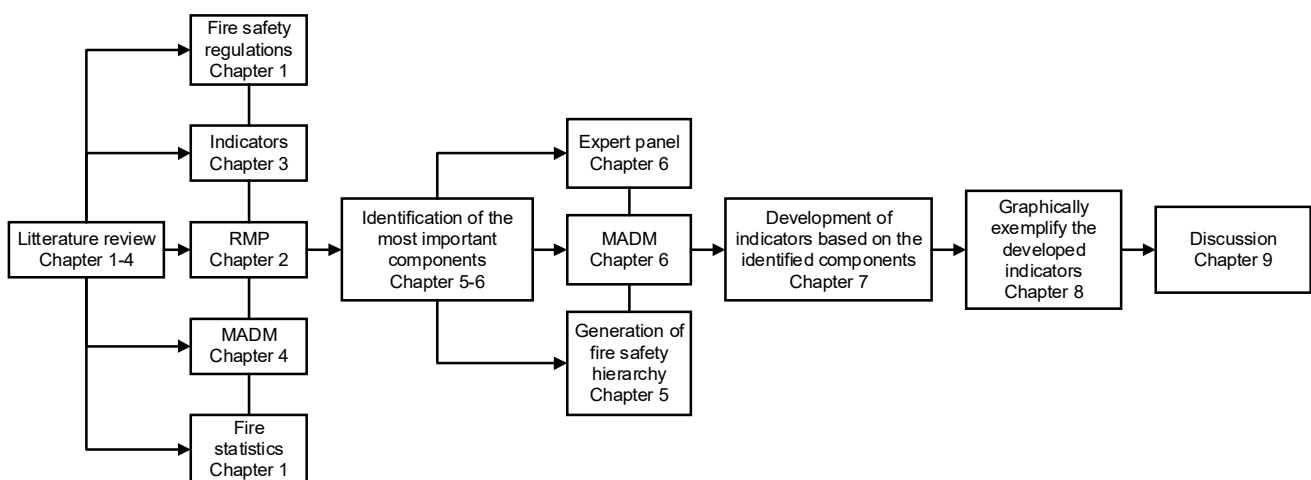 Litterature review
Chapter 1-4
Fire safety
regulations
Chapter 1
Indicators
Chapter 3
RMP
Chapter 2
MADM
Chapter 4
Fire
statistics
Chapter 1
Identification of the
most important
components
Chapter 5-6
Expert panel
Chapter 6
MADM
Chapter 6
Generation of
fire safety
hierarchy
Chapter 5
Development of
indicators based on the
identified components
Chapter 7
Graphically
exemplify the
developed
indicators
Chapter 8
Discussion
Chapter 9